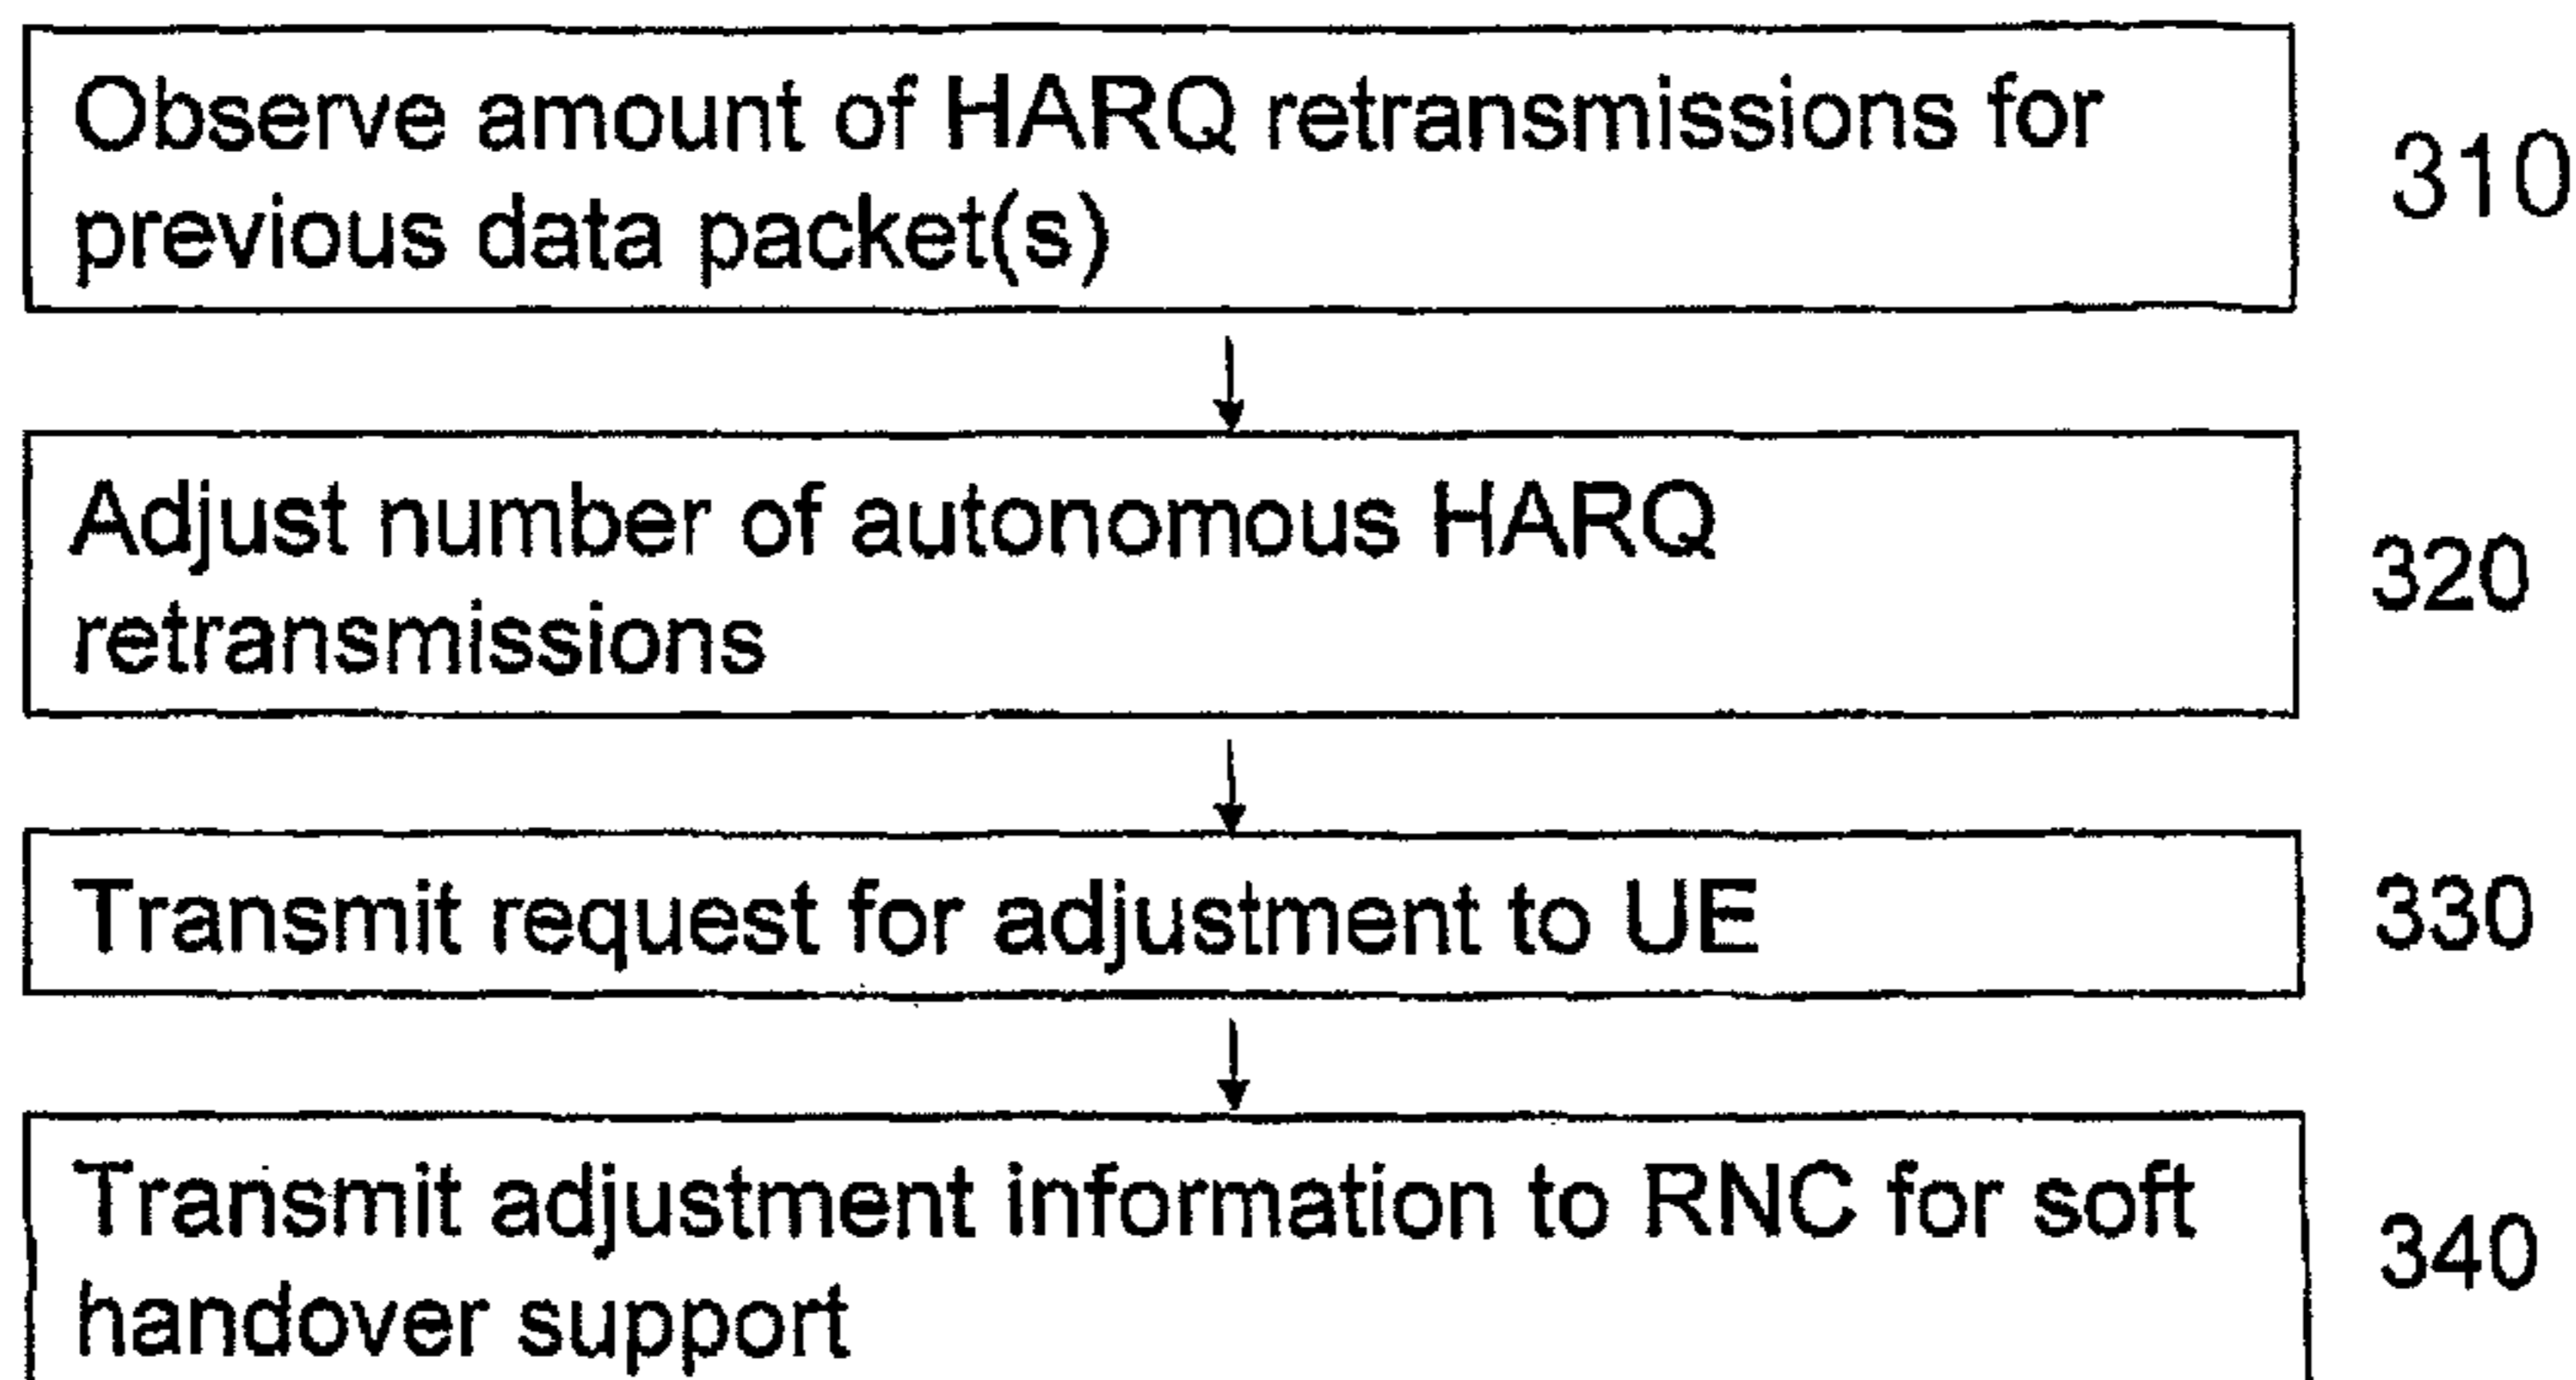 Observe amount of HARQ retransmissions for
previous data packet(s)
310
Adjust number of autonomous HARQ
retransmissions
320
Transmit request for adjustment to UE
330
Transmit adjustment information to RNC for soft
handover support
340